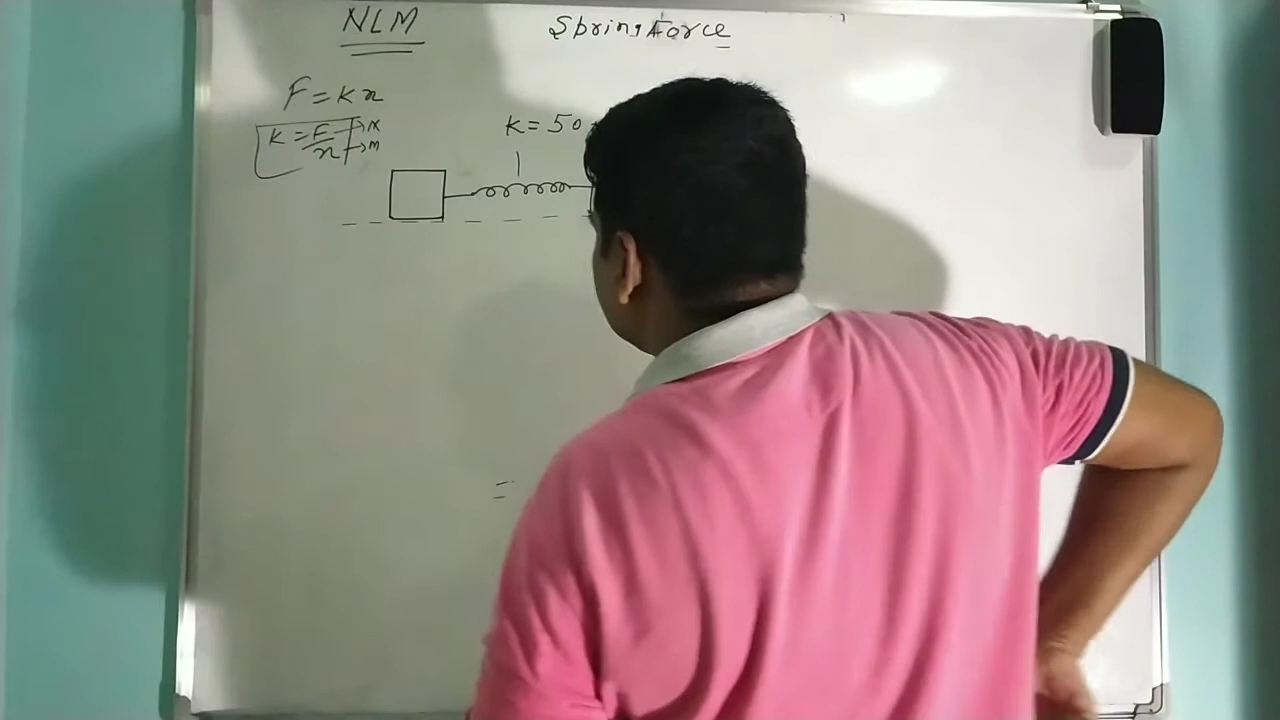 NLM
Spring Force
F = Kx
K = F/x → N → m
K = 50
=